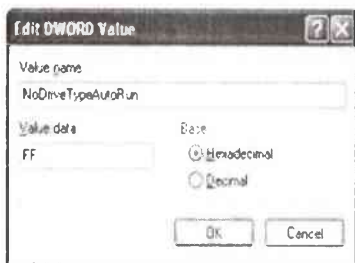 Edit DWORD Value
Value name
NoDriveTypeAutoRun
Value data
Base
FF
Hexadecimal
Decimal
OK
Cancel